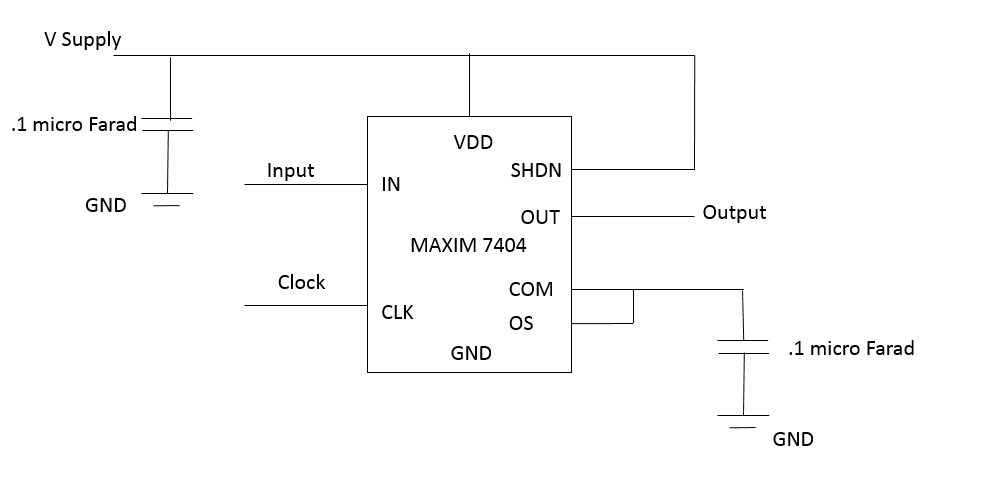 V Supply
.1 micro Farad
GND
Input
Clock
VDD
SHDN
IN
OUT
MAXIM 7404
COM
CLK
OS
GND
Output
.1 micro Farad
GND